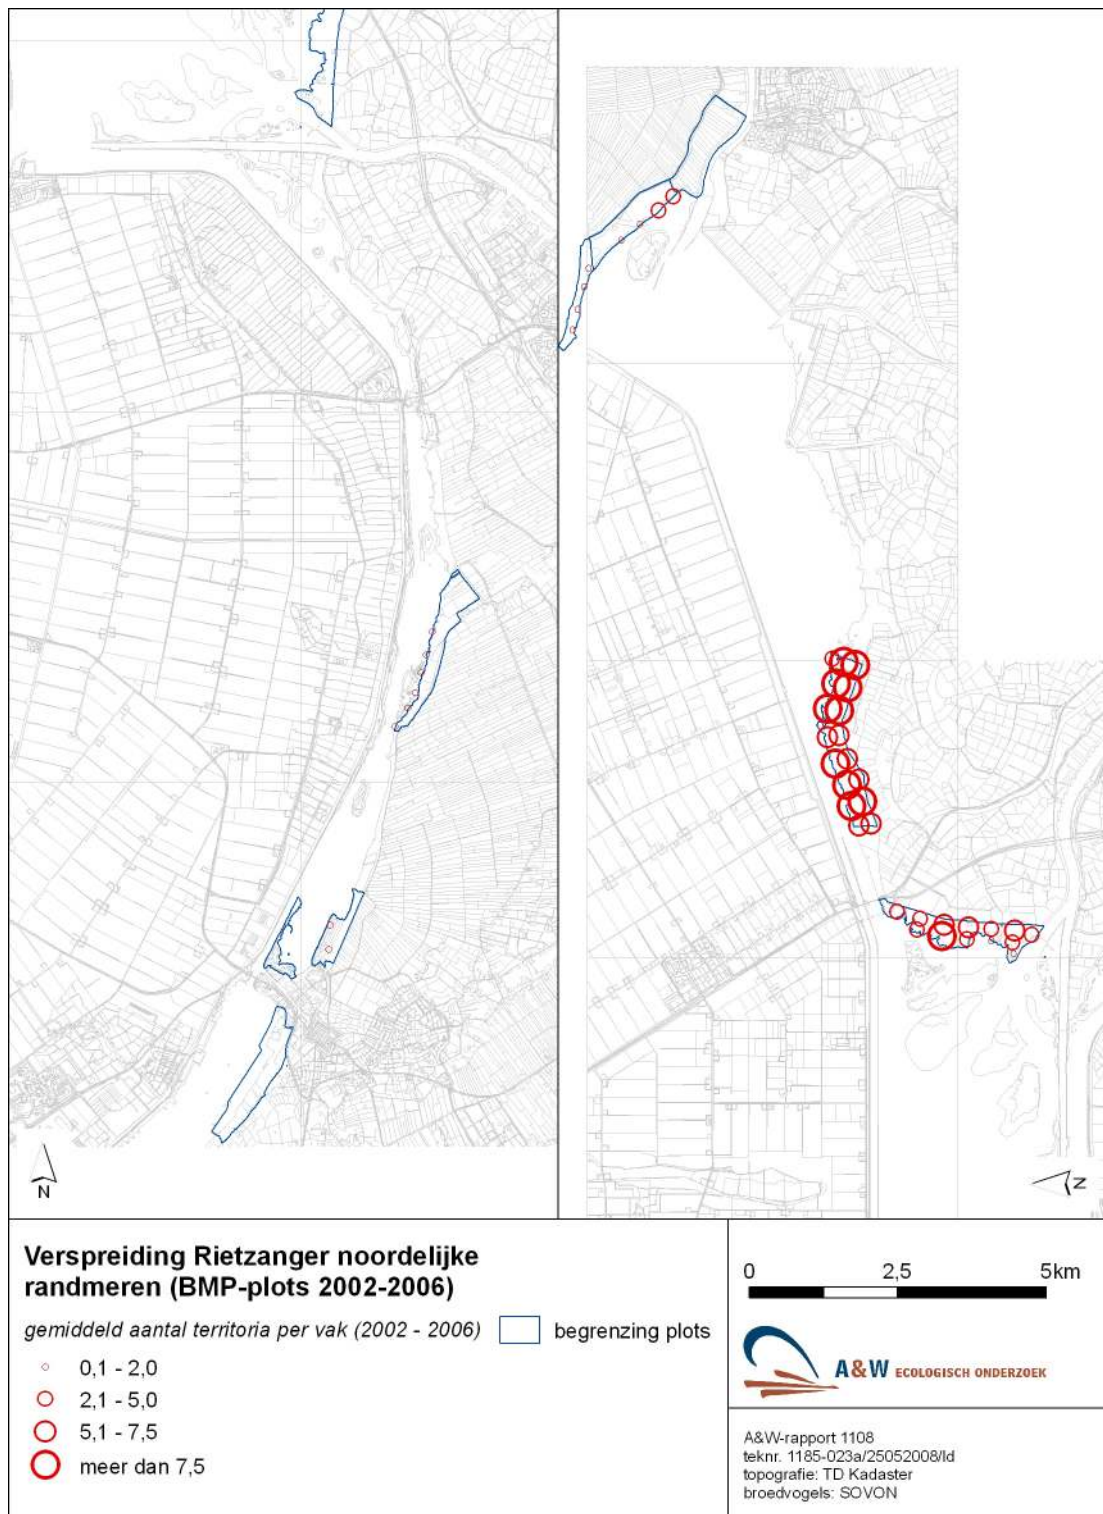 N
N
Verspreiding Rietzanger noordelijke
randmeren (BMP-plots 2002-2006)
gemiddeld aantal territoria per vak (2002 - 2006)
begrenzing plots
0,1 - 2,0
2,1 - 5,0
5,1 - 7,5
meer dan 7,5
0 2,5 5km
A&W ECOLOGISCH ONDERZOEK
A&W-rapport 1108
teknr. 1185-023a/25052008/ld
topografie: TD Kadaster
broedvogels: SOVON